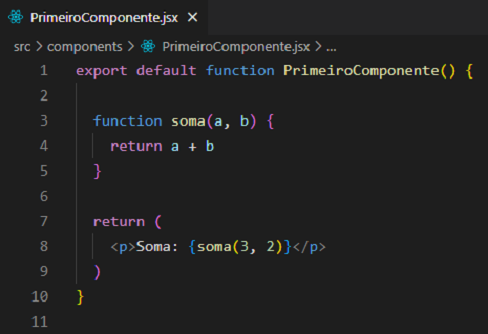 PrimeiroComponente.jsx ×
src > components > PrimeiroComponente.jsx > ...
1 export default function PrimeiroComponente() {
2
3 function soma(a, b) {
4 return a + b
5 }
6
7 return (
8 <p>Soma: {soma(3, 2)}</p>
9 )
10 }
11